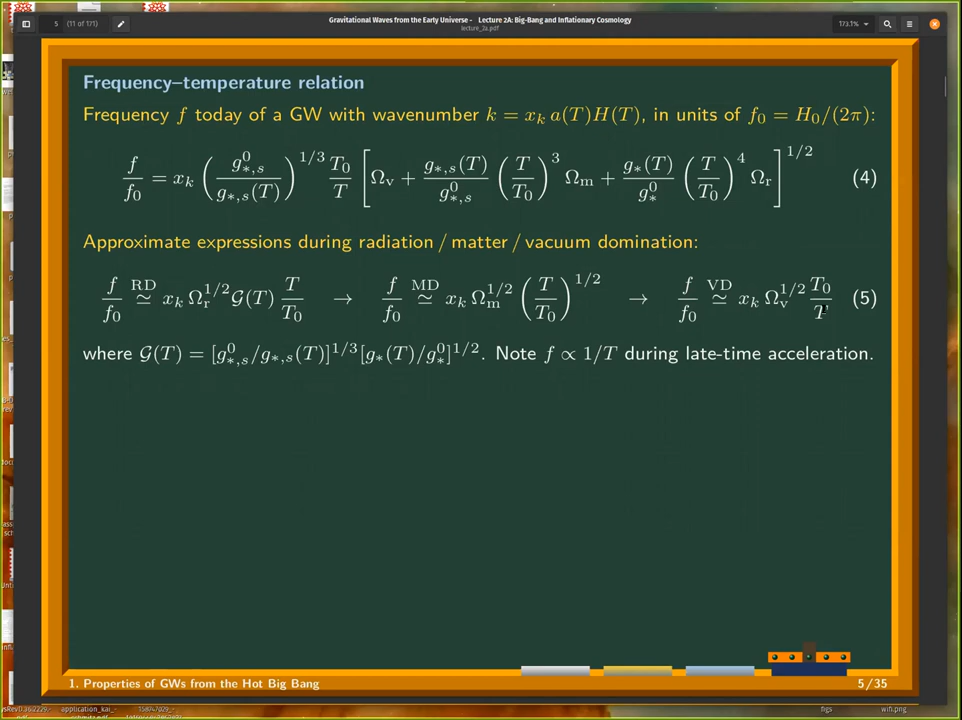 Gravitational Waves from the Early Universe - Lecture 2A: Big-Bang and Inflationary Cosmology
lecture_2a.pdf
5 (11 of 171)
173.1%
Frequency–temperature relation
Frequency f today of a GW with wavenumber k = x_k a(T)H(T), in units of f_0 = H_0/(2π):
f/f_0 = x_k (g^0_{*,s}/g_{*,s}(T))^{1/3} T_0/T [Ω_v + g_{*,s}(T)/g^0_{*,s} (T/T_0)^3 Ω_m + g_*(T)/g^0_* (T/T_0)^4 Ω_r]^{1/2} (4)
Approximate expressions during radiation / matter / vacuum domination:
f/f_0 ≃^{RD} x_k Ω_r^{1/2} 𝒢(T) T/T_0 → f/f_0 ≃^{MD} x_k Ω_m^{1/2} (T/T_0)^{1/2} → f/f_0 ≃^{VD} x_k Ω_v^{1/2} T_0/T (5)
where 𝒢(T) = [g^0_{*,s}/g_{*,s}(T)]^{1/3}[g_*(T)/g^0_*]^{1/2}. Note f ∝ 1/T during late-time acceleration.
1. Properties of GWs from the Hot Big Bang
5 / 35
figs
wifi.png